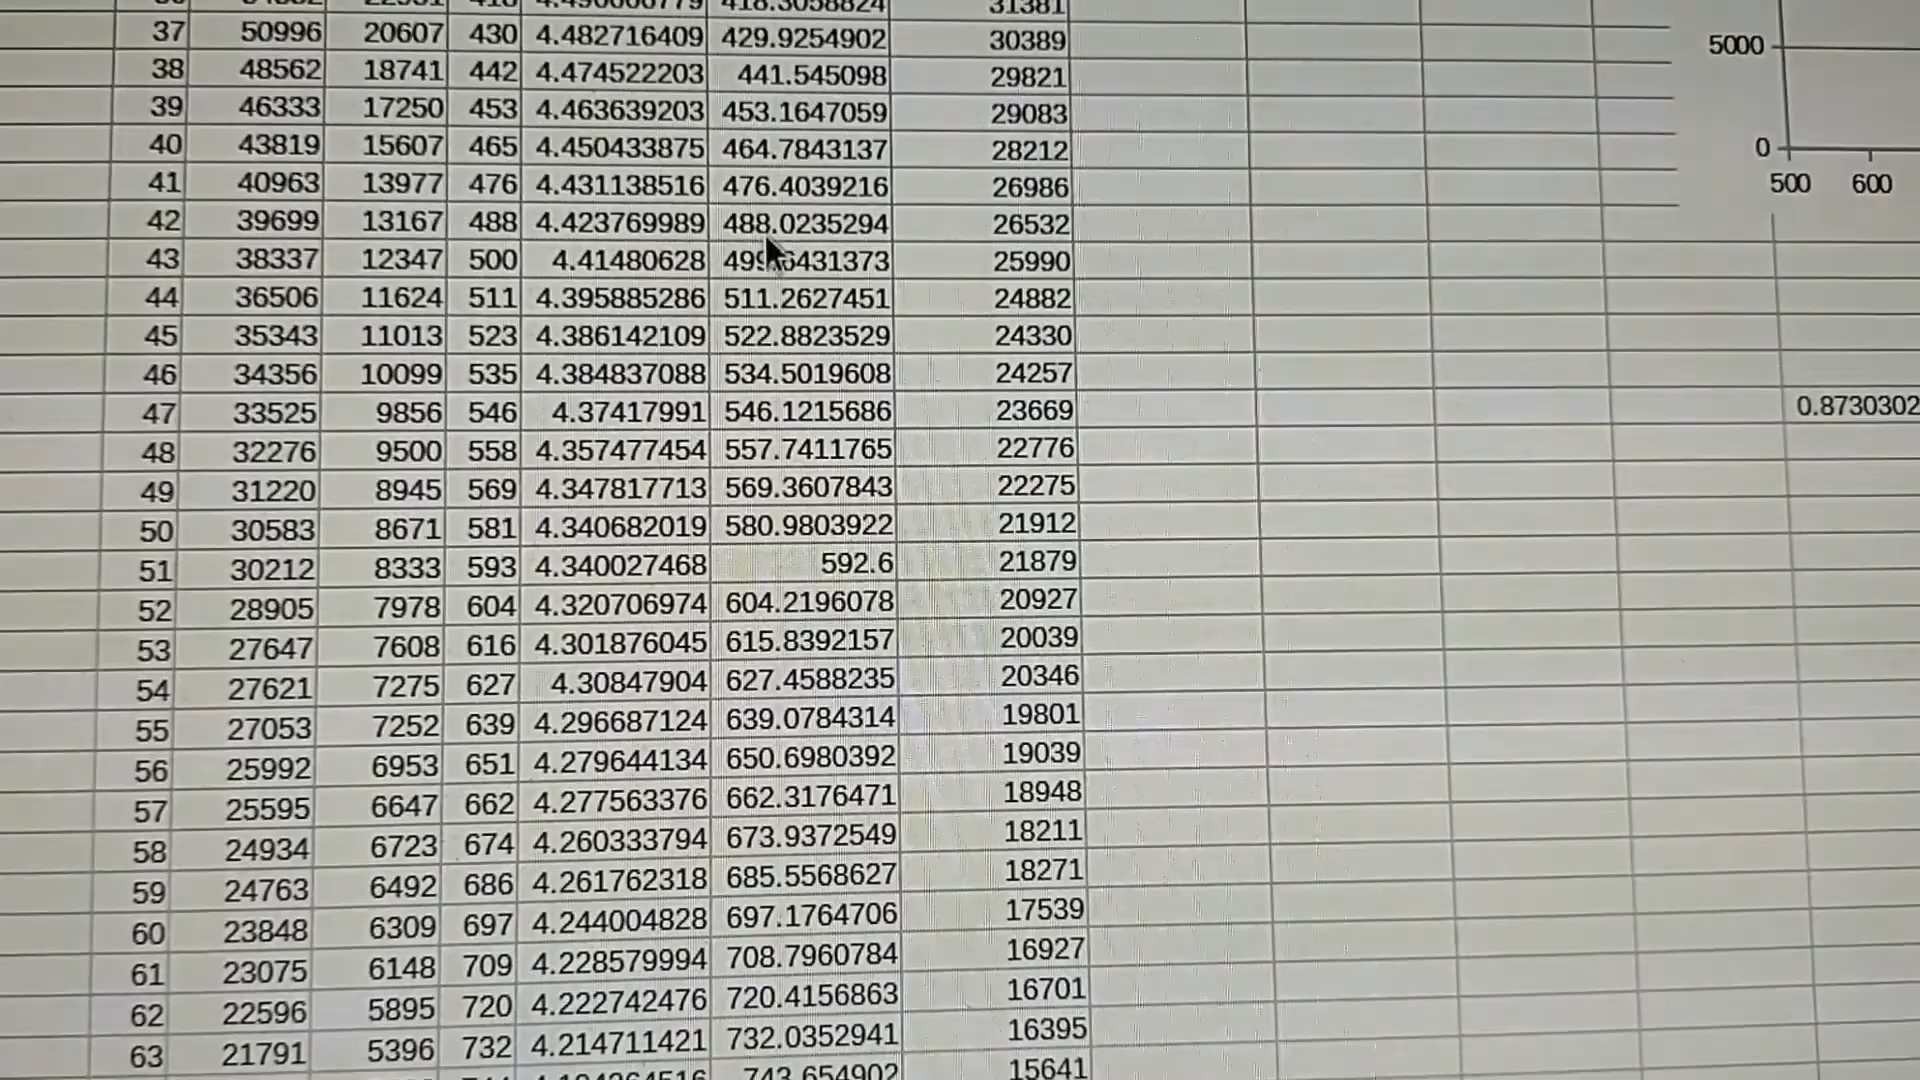 31381
37 50996 20607 430 4.482716409 429.9254902 30389
38 48562 18741 442 4.474522203 441.545098 29821
39 46333 17250 453 4.463639203 453.1647059 29083
40 43819 15607 465 4.450433875 464.7843137 28212
41 40963 13977 476 4.431138516 476.4039216 26986
42 39699 13167 488 4.423769989 488.0235294 26532
43 38337 12347 500 4.41480628 25990
44 36506 11624 511 4.395885286 511.2627451 24882
45 35343 11013 523 4.386142109 522.8823529 24330
46 34356 10099 535 4.384837088 534.5019608 24257
47 33525 9856 546 4.37417991 546.1215686 23669
48 32276 9500 558 4.357477454 557.7411765 22776
49 31220 8945 569 4.347817713 569.3607843 22275
50 30583 8671 581 4.340682019 580.9803922 21912
51 30212 8333 593 4.340027468 592.6 21879
52 28905 7978 604 4.320706974 604.2196078 20927
53 27647 7608 616 4.301876045 615.8392157 20039
54 27621 7275 627 4.30847904 627.4588235 20346
55 27053 7252 639 4.296687124 639.0784314 19801
56 25992 6953 651 4.279644134 650.6980392 19039
57 25595 6647 662 4.277563376 662.3176471 18948
58 24934 6723 674 4.260333794 673.9372549 18211
59 24763 6492 686 4.261762318 685.5568627 18271
60 23848 6309 697 4.244004828 697.1764706 17539
61 23075 6148 709 4.228579994 708.7960784 16927
62 22596 5895 720 4.222742476 720.4156863 16701
63 21791 5396 732 4.214711421 732.0352941 16395
743.654902 15641
5000
0
500 600
0.8730302